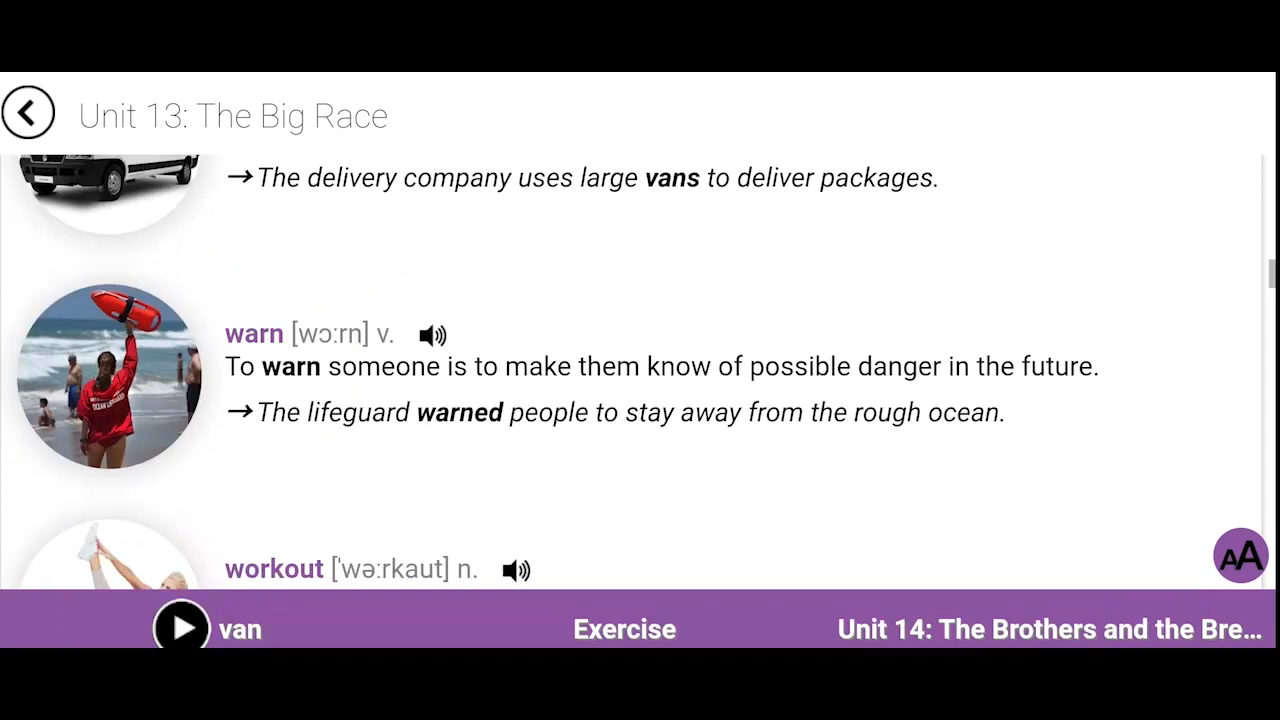 Unit 13: The Big Race
→ The delivery company uses large vans to deliver packages.
warn [wɔːrn] v.
To warn someone is to make them know of possible danger in the future.
→ The lifeguard warned people to stay away from the rough ocean.
OCEAN LIFEGUARD
workout [ˈwəːrkaut] n.
AA
van
Exercise
Unit 14: The Brothers and the Bre...